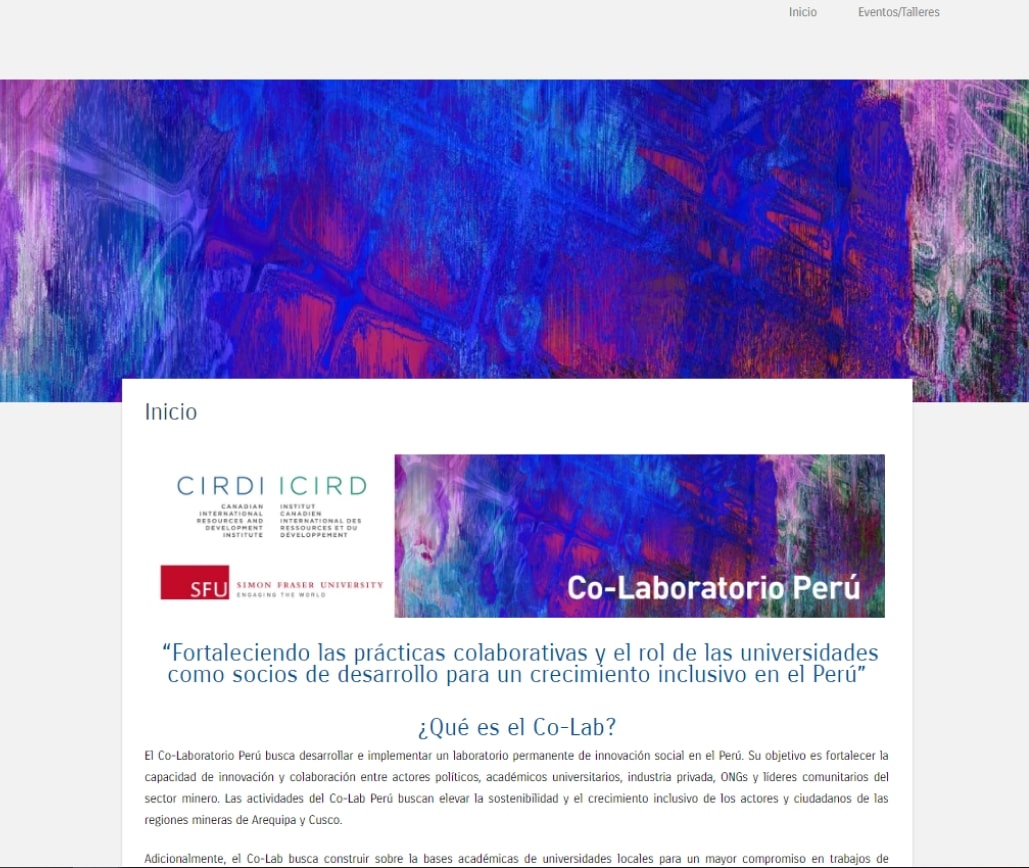 Inicio Eventos/Talleres
Inicio
CIRDI ICIRD
CANADIAN
INTERNATIONAL
RESOURCES AND
DEVELOPMENT
INSTITUTE
INSTITUT
CANADIEN
INTERNATIONAL DES
RESSOURCES ET DU
DÉVELOPPEMENT
SFU SIMON FRASER UNIVERSITY
ENGAGING THE WORLD
Co-Laboratorio Perú
“Fortaleciendo las prácticas colaborativas y el rol de las universidades
como socios de desarrollo para un crecimiento inclusivo en el Perú”
¿Qué es el Co-Lab?
El Co-Laboratorio Perú busca desarrollar e implementar un laboratorio permanente de innovación social en el Perú. Su objetivo es fortalecer la
capacidad de innovación y colaboración entre actores políticos, académicos universitarios, industria privada, ONGs y líderes comunitarios del
sector minero. Las actividades del Co-Lab Perú buscan elevar la sostenibilidad y el crecimiento inclusivo de los actores y ciudadanos de las
regiones mineras de Arequipa y Cusco.
Adicionalmente, el Co-Lab busca construir sobre la bases académicas de universidades locales para un mayor compromiso en trabajos de